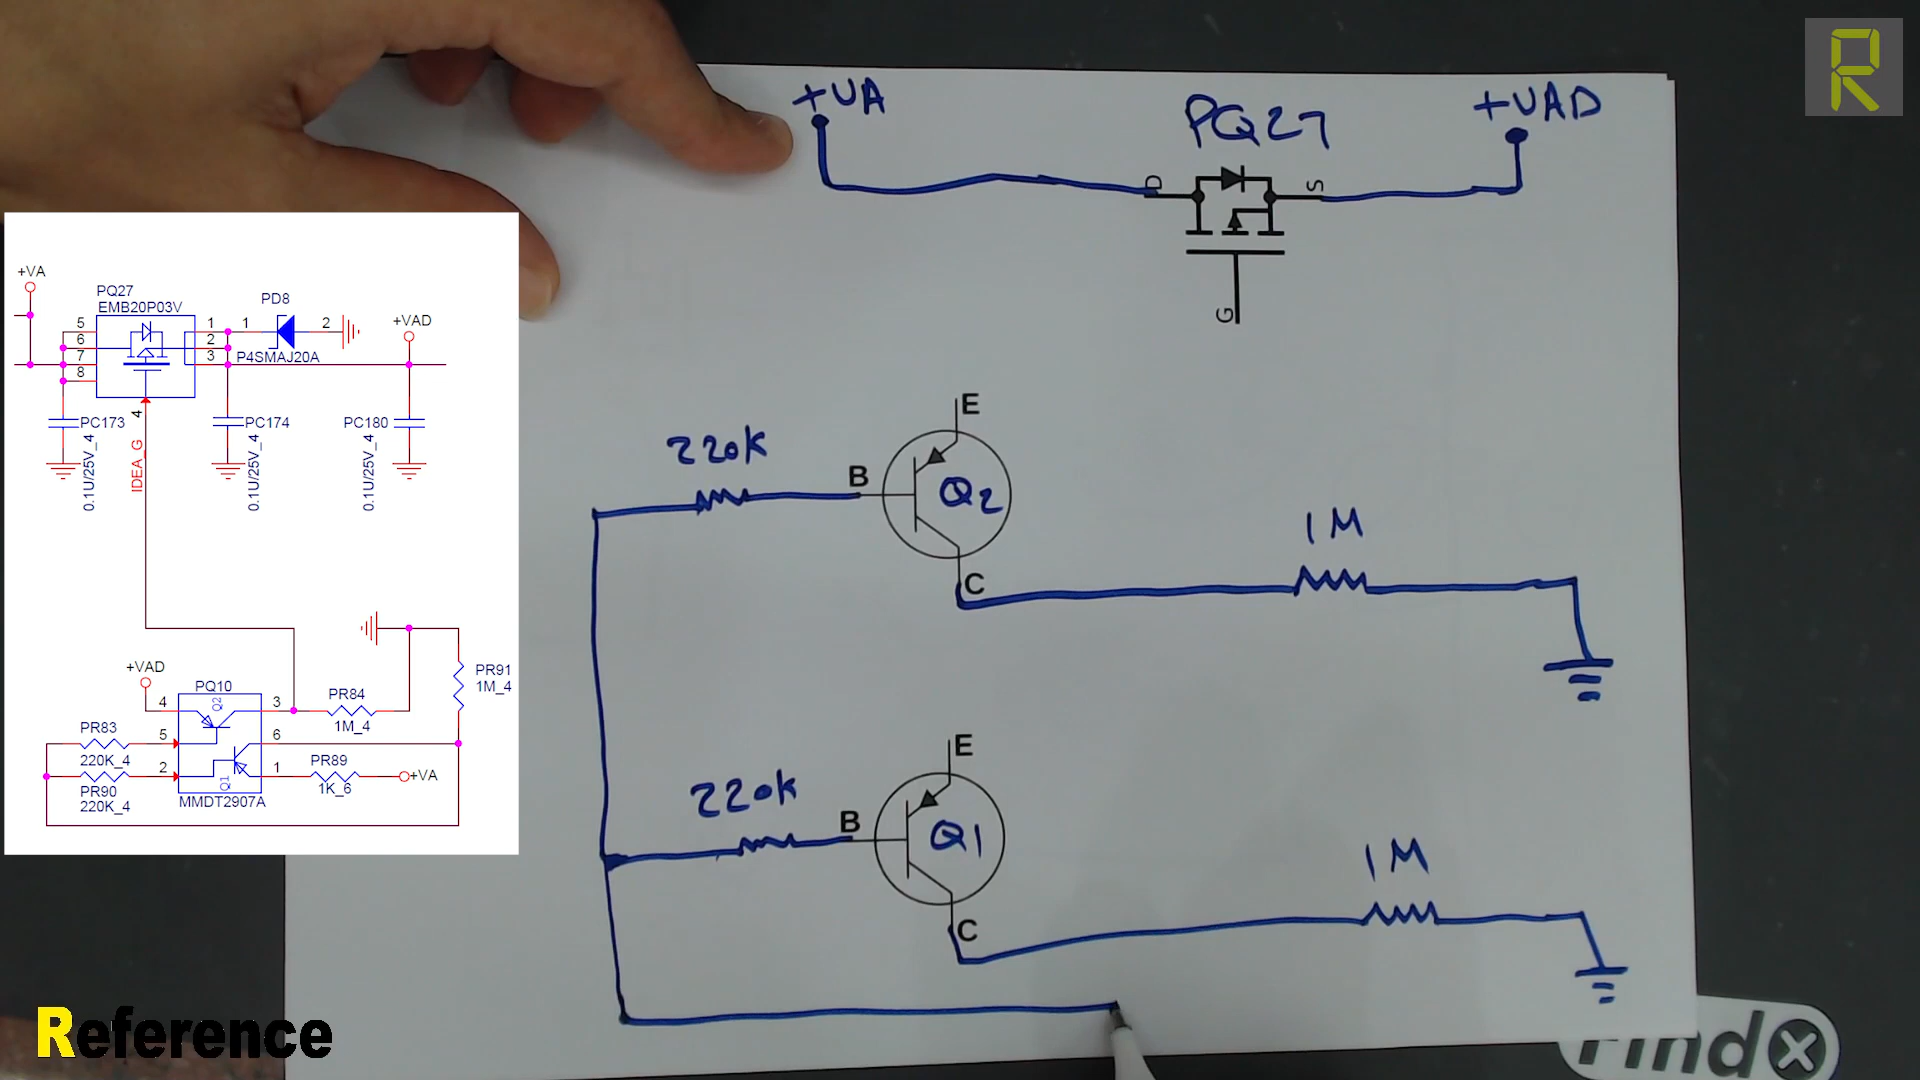 R
+VA
PQ27
+VAD
D
S
G
E
220K
B
Q2
C
1M
E
220K
B
Q1
C
1M
+VA
PQ27
EMB20P03V
PD8
+VAD
5
6
7
8
1
2
3
1
2
P4SMAJ20A
4
IDEA_G
PC173
0.1U/25V_4
PC174
0.1U/25V_4
PC180
0.1U/25V_4
+VAD
PQ10
PR91
1M_4
4
Q2
3
PR84
1M_4
PR83
220K_4
5
6
PR90
220K_4
2
Q1
1
PR89
1K_6
+VA
MMDT2907A
Reference
Find X